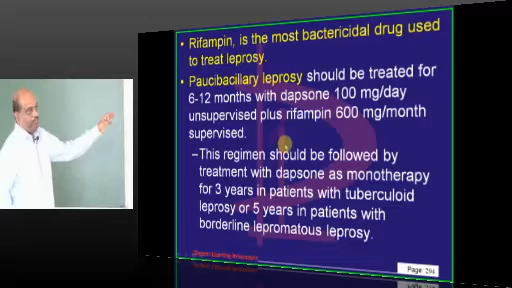 • Rifampin, is the most bactericidal drug used
to treat leprosy.
• Paucibacillary leprosy should be treated for
6-12 months with dapsone 100 mg/day
unsupervised plus rifampin 600 mg/month
supervised.
–This regimen should be followed by
treatment with dapsone as monotherapy
for 3 years in patients with tuberculoid
leprosy or 5 years in patients with
borderline lepromatous leprosy.
Page: 294